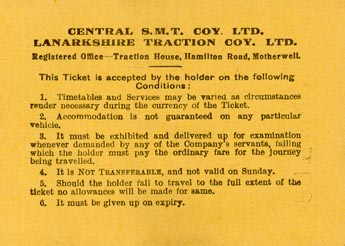 CENTRAL S.M.T. COY. LTD.
LANARKSHIRE TRACTION COY. LTD.
Registered Office—Traction House, Hamilton Road, Motherwell.
This Ticket is accepted by the holder on the following
Conditions:
1. Timetables and Services may be varied as circumstances
render necessary during the currency of the Ticket.
2. Accommodation is not guaranteed on any particular
vehicle.
3. It must be exhibited and delivered up for examination
whenever demanded by any of the Company's servants, failing
which the holder must pay the ordinary fare for the journey
being travelled.
4. It is NOT TRANSFERABLE, and not valid on Sunday.
5. Should the holder fail to travel to the full extent of the
ticket no allowances will be made for same.
6. It must be given up on expiry.